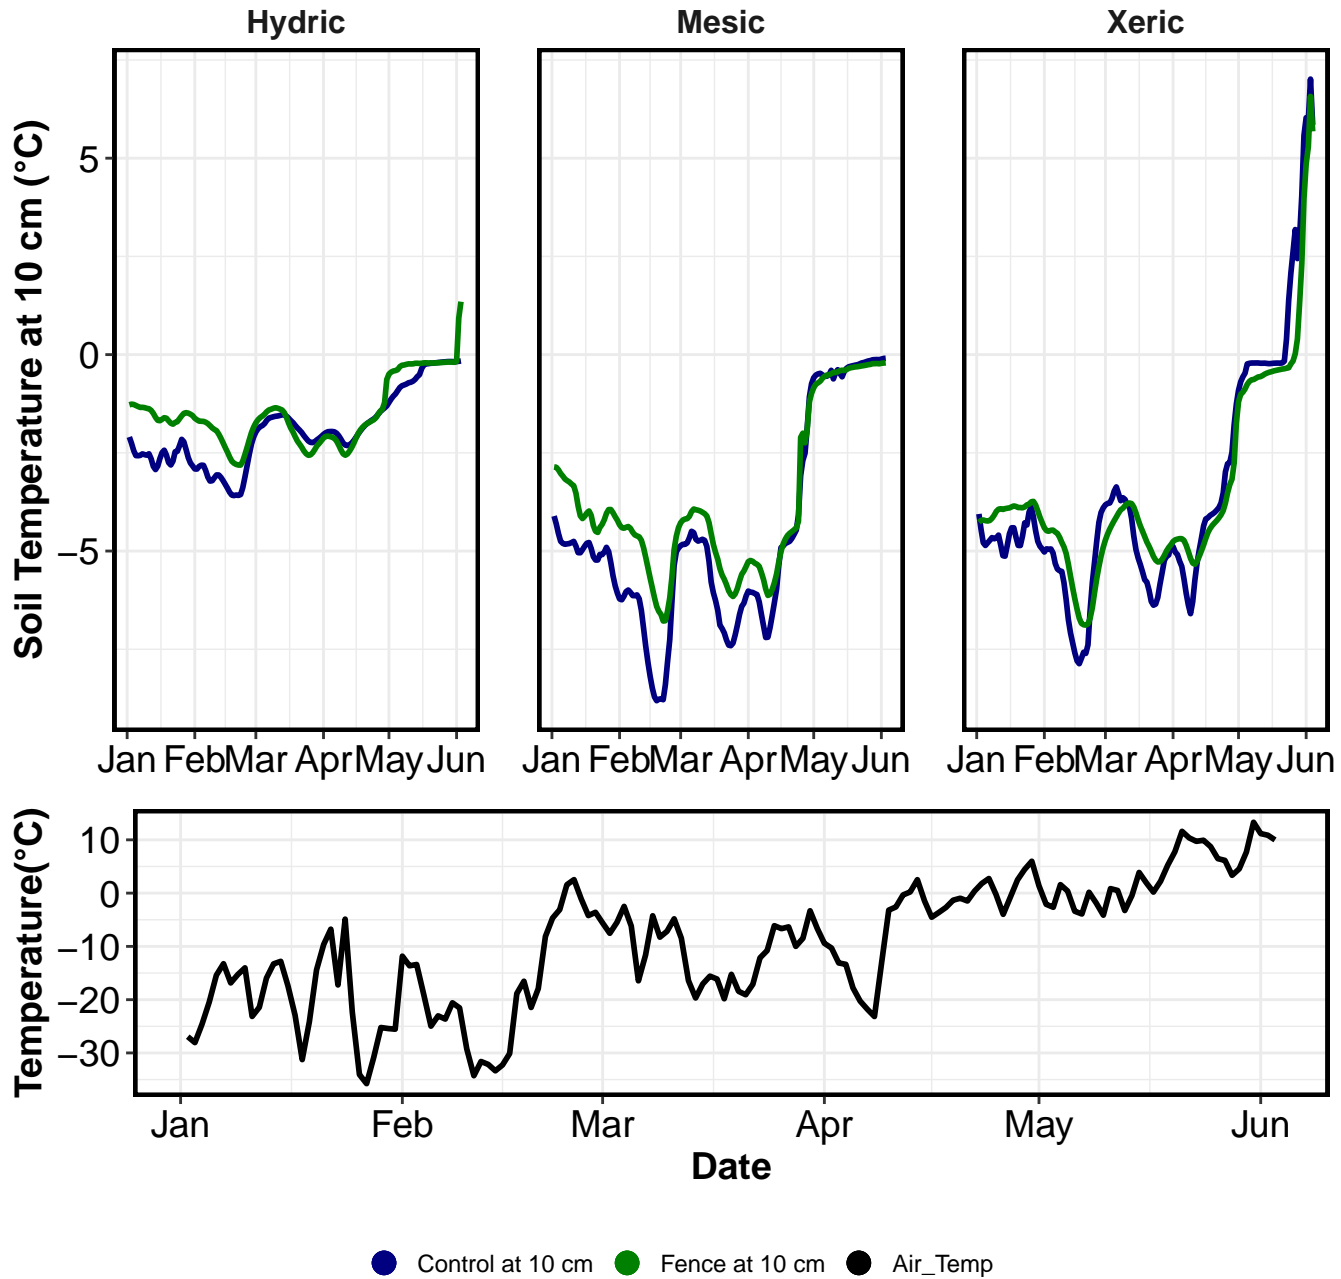 Hydric Mesic Xeric
Soil Temperature at 10 cm (°C)
5
0
−5
Jan Feb Mar Apr May Jun Jan Feb Mar Apr May Jun Jan Feb Mar Apr May Jun
Temperature(°C)
10
0
−10
−20
−30
Jan Feb Mar Apr May Jun
Date
Control at 10 cm Fence at 10 cm Air_Temp